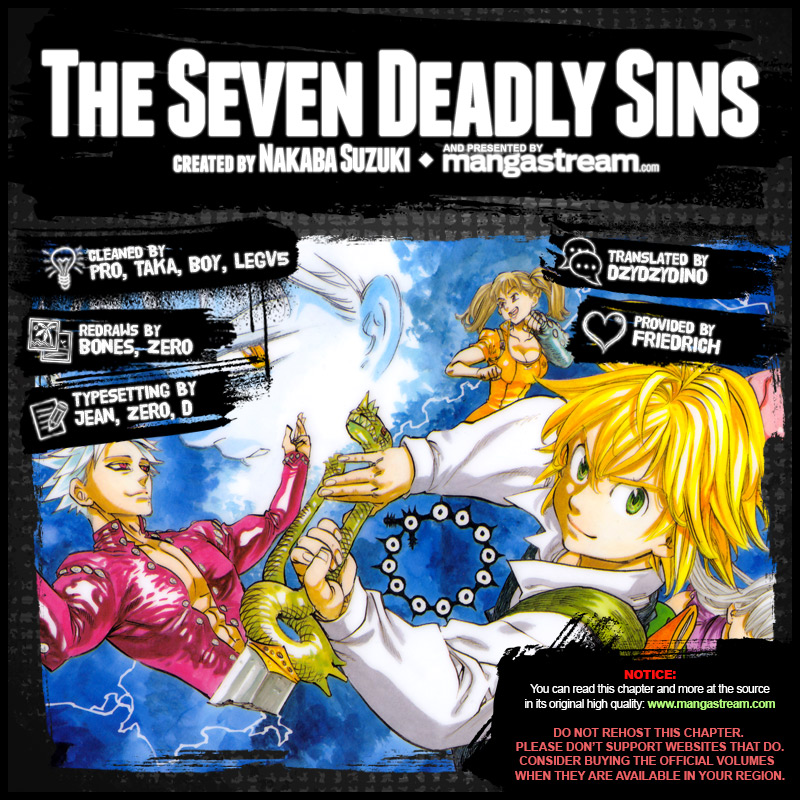 THE SEVEN DEADLY SINS
CREATED BY NAKABA SUZUKI ◆ AND PRESENTED BY mangastream.com
CLEANED BY
PRO, TAKA, BOY, LEGV5
REDRAWS BY
BONES, ZERO
TYPESETTING BY
JEAN, ZERO, D
TRANSLATED BY
DZYDZYDINO
PROVIDED BY
FRIEDRICH
NOTICE:
You can read this chapter and more at the source
in its original high quality: www.mangastream.com
DO NOT REHOST THIS CHAPTER.
PLEASE DON'T SUPPORT WEBSITES THAT DO.
CONSIDER BUYING THE OFFICIAL VOLUMES
WHEN THEY ARE AVAILABLE IN YOUR REGION.